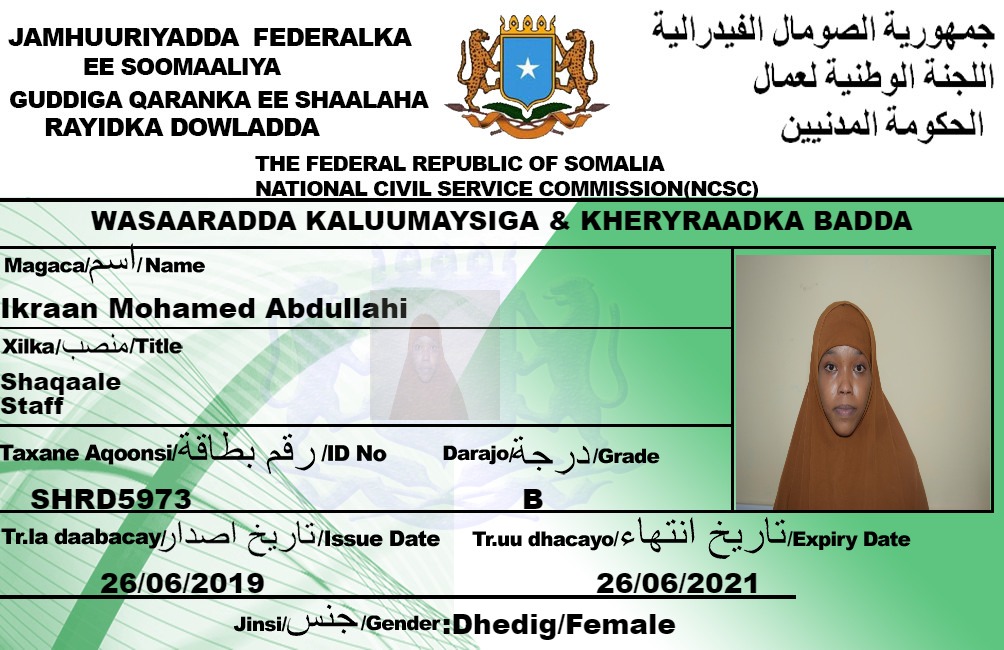 JAMHUURIYADDA FEDERALKA
EE SOOMAALIYA
GUDDIGA QARANKA EE SHAALAHA
RAYIDKA DOWLADDA
جمهورية الصومال الفيدرالية
اللجنة الوطنية لعمال
الحكومة المدنيين
THE FEDERAL REPUBLIC OF SOMALIA
NATIONAL CIVIL SERVICE COMMISSION(NCSC)
WASAARADDA KALUUMAYSIGA & KHERYRAADKA BADDA
Magaca/اسم/Name
Ikraan Mohamed Abdullahi
Xilka/منصب/Title
Shaqaale
Staff
Taxane Aqoonsi/رقم بطاقة/ID No
SHRD5973
Darajo/درجة/Grade
B
Tr.la daabacay/تاريخ اصدار/Issue Date
26/06/2019
Tr.uu dhacayo/تاريخ انتهاء/Expiry Date
26/06/2021
Jinsi/جنس/Gender:Dhedig/Female